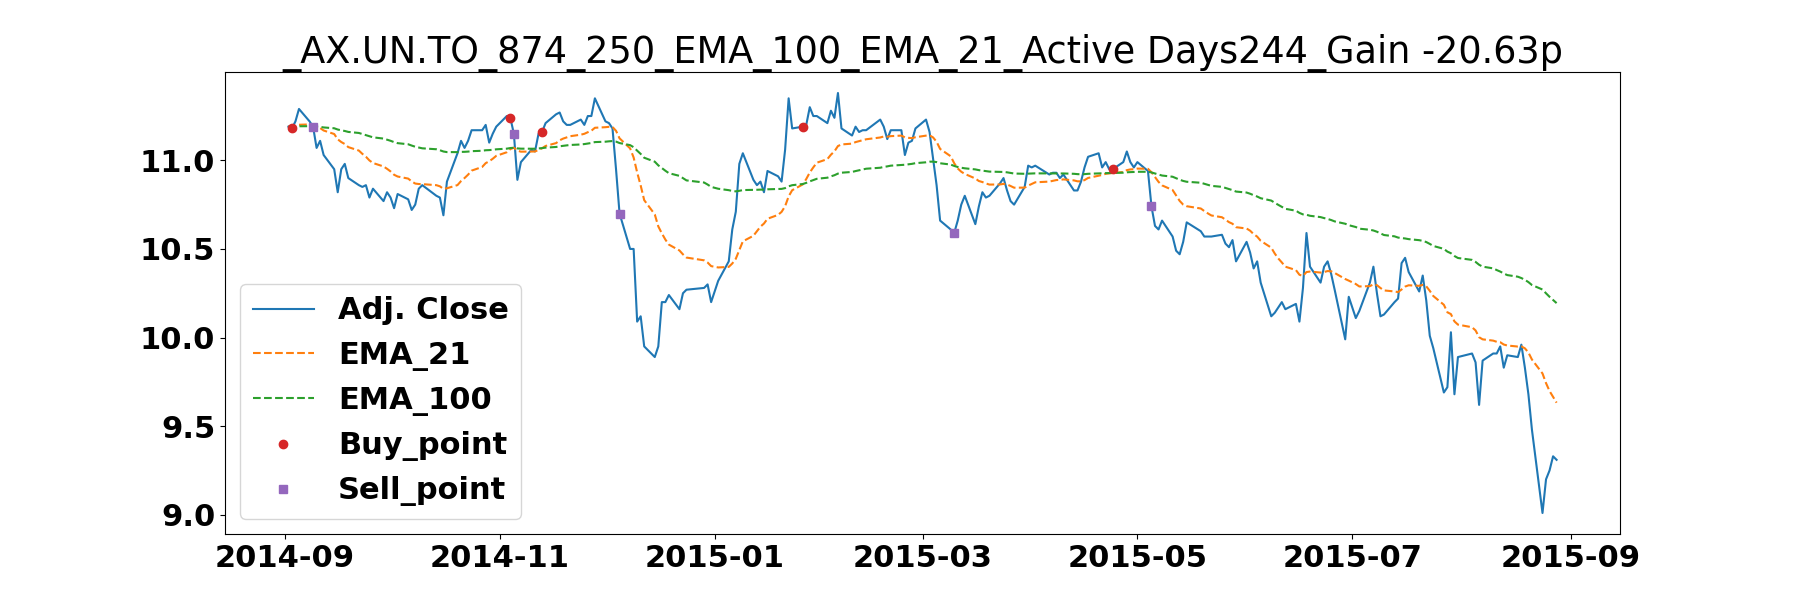 _AX.UN.TO_874_250_EMA_100_EMA_21_Active Days244_Gain -20.63p
11.0
10.5
10.0
9.5
9.0
Adj. Close
EMA_21
EMA_100
Buy_point
Sell_point
2014-09 2014-11 2015-01 2015-03 2015-05 2015-07 2015-09